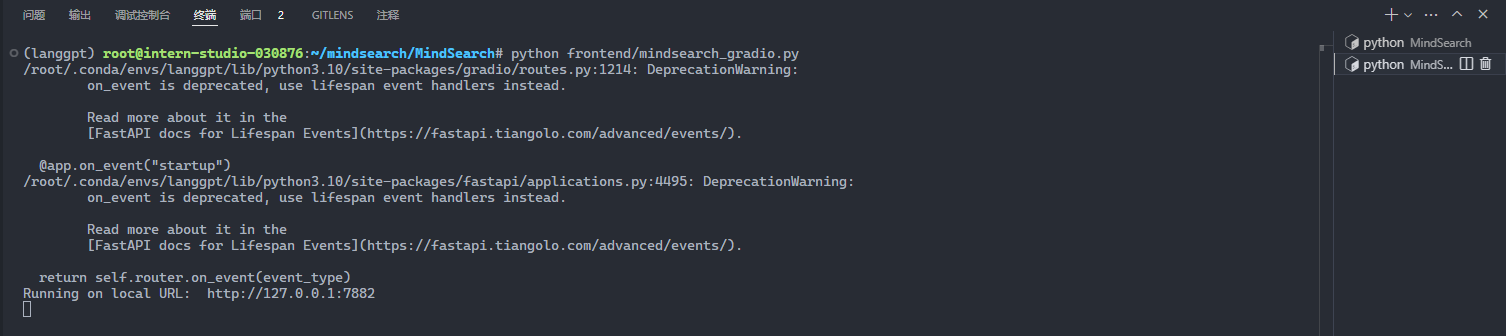 问题 输出 调试控制台 终端 端口 2 GITLENS 注释
(langgpt) root@intern-studio-030876:~/mindsearch/MindSearch# python frontend/mindsearch_gradio.py
/root/.conda/envs/langgpt/lib/python3.10/site-packages/gradio/routes.py:1214: DeprecationWarning:
        on_event is deprecated, use lifespan event handlers instead.
        Read more about it in the
        [FastAPI docs for Lifespan Events](https://fastapi.tiangolo.com/advanced/events/).
  @app.on_event("startup")
/root/.conda/envs/langgpt/lib/python3.10/site-packages/fastapi/applications.py:4495: DeprecationWarning:
        on_event is deprecated, use lifespan event handlers instead.
        Read more about it in the
        [FastAPI docs for Lifespan Events](https://fastapi.tiangolo.com/advanced/events/).
  return self.router.on_event(event_type)
Running on local URL:  http://127.0.0.1:7882
python MindSearch
python MindS...